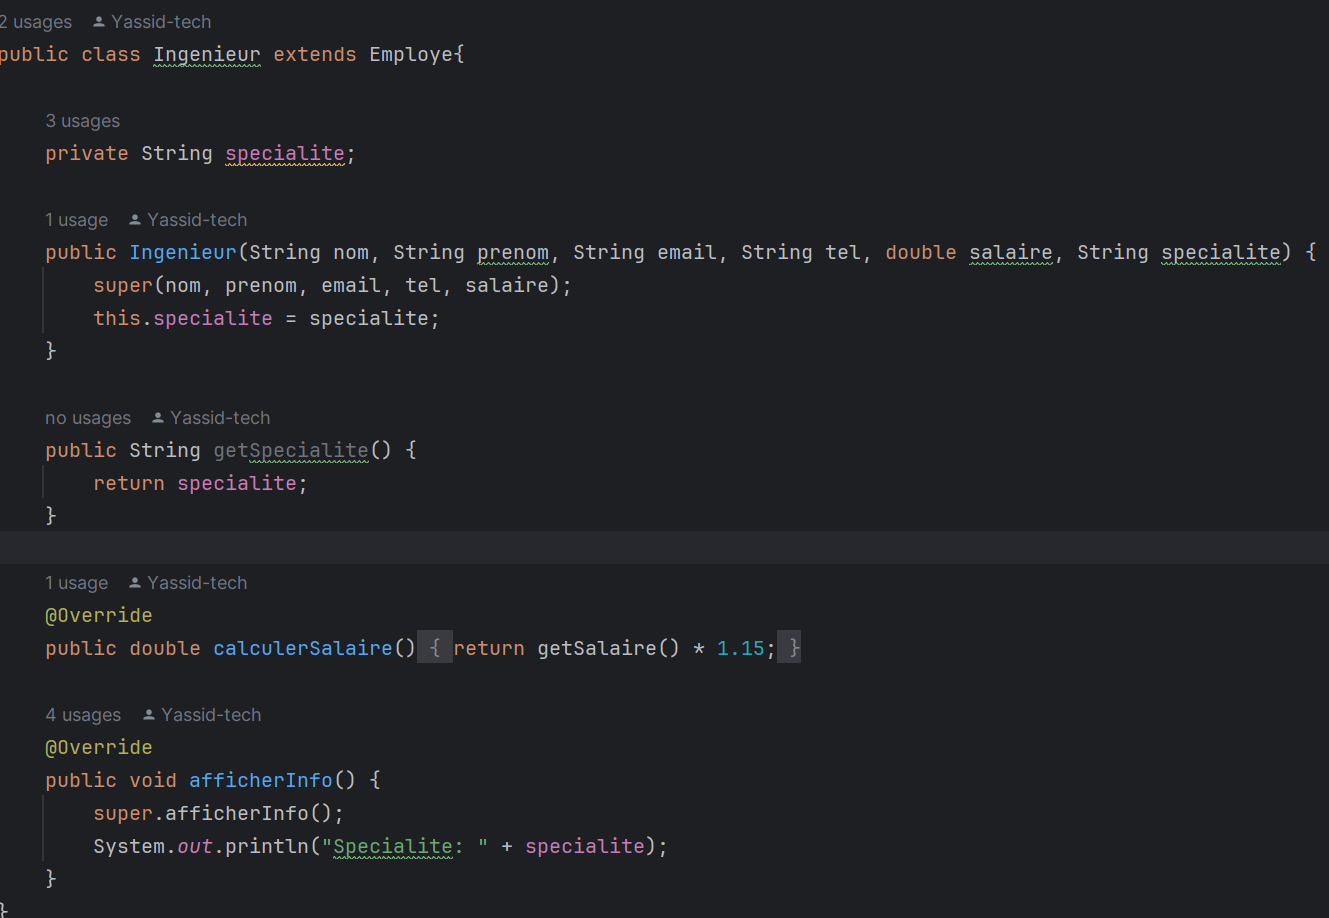 2 usages Yassid-tech
public class Ingenieur extends Employe{
3 usages
private String specialite;
1 usage Yassid-tech
public Ingenieur(String nom, String prenom, String email, String tel, double salaire, String specialite) {
super(nom, prenom, email, tel, salaire);
this.specialite = specialite;
}
no usages Yassid-tech
public String getSpecialite() {
return specialite;
}
1 usage Yassid-tech
@Override
public double calculerSalaire() { return getSalaire() * 1.15; }
4 usages Yassid-tech
@Override
public void afficherInfo() {
super.afficherInfo();
System.out.println("Specialite: " + specialite);
}
}